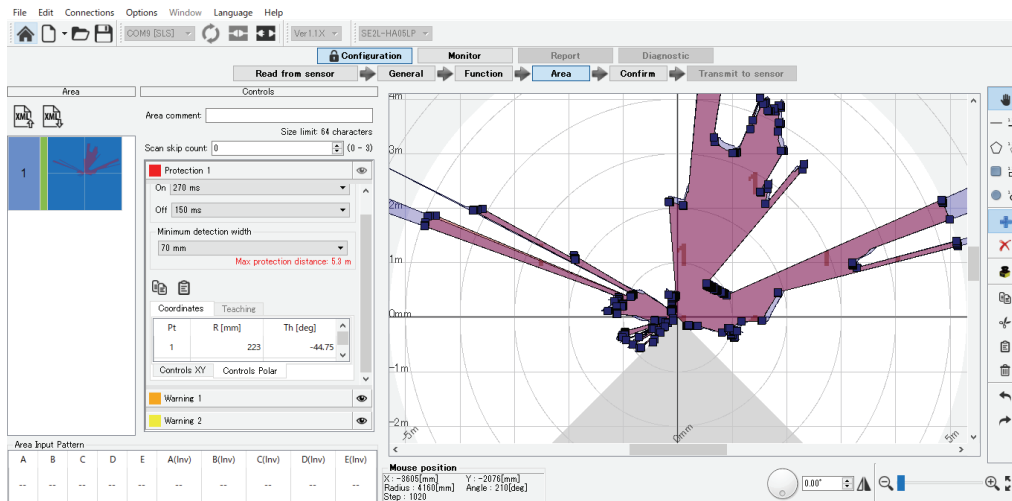 File Edit Connections Options Window Language Help
COM9 [SLS] Ver1.1X SE2L-HA05LP
Configuration Monitor Report Diagnostic
Read from sensor General Function Area Confirm Transmit to sensor
Area Controls
XML XML
Area comment:
Size limit: 64 characters
Scan skip count: 0 (0 - 3)
1
Protection 1
On 270 ms
Off 150 ms
Minimum detection width
70 mm
Max protection distance: 5.3 m
Coordinates Teaching
Pt R [mm] Th [deg]
1 223 -44.75
Controls XY Controls Polar
Warning 1
Warning 2
4m
3m
2m
1m
0mm
-1m
-2m
1
1
1
-5m
0mm
5m
Area Input Pattern
A B C D E A(Inv) B(Inv) C(Inv) D(Inv) E(Inv)
-- -- -- -- -- -- -- -- -- --
Mouse position
X : -3605[mm] Y : -2076[mm]
Radius : 4160[mm] Angle : 210[deg]
Step : 1020
0.00°